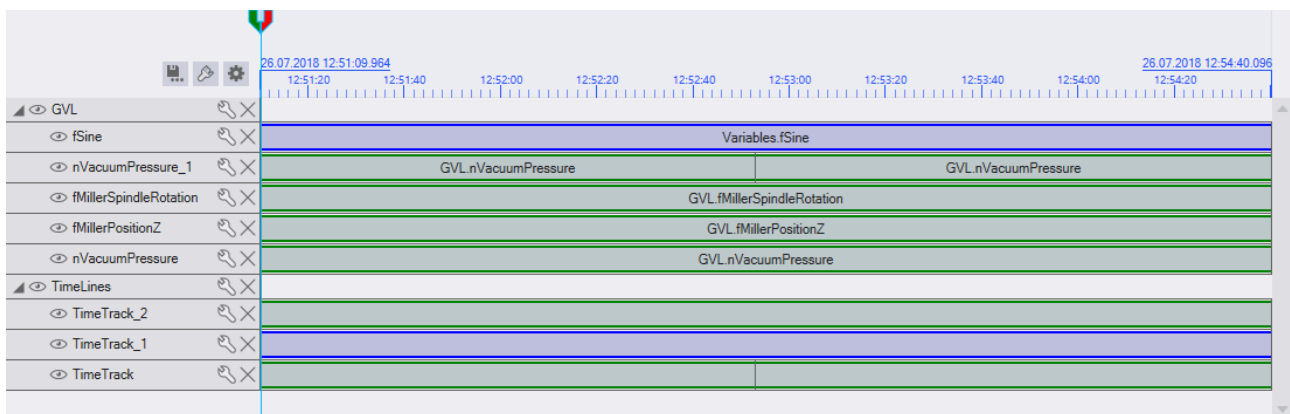 26.07.2018 12:51:09.964 26.07.2018 12:54:40.096
12:51:20 12:51:40 12:52:00 12:52:20 12:52:40 12:53:00 12:53:20 12:53:40 12:54:00 12:54:20
GVL
fSine Variables.fSine
nVacuumPressure_1 GVL.nVacuumPressure GVL.nVacuumPressure
fMillerSpindleRotation GVL.fMillerSpindleRotation
fMillerPositionZ GVL.fMillerPositionZ
nVacuumPressure GVL.nVacuumPressure
TimeLines
TimeTrack_2
TimeTrack_1
TimeTrack